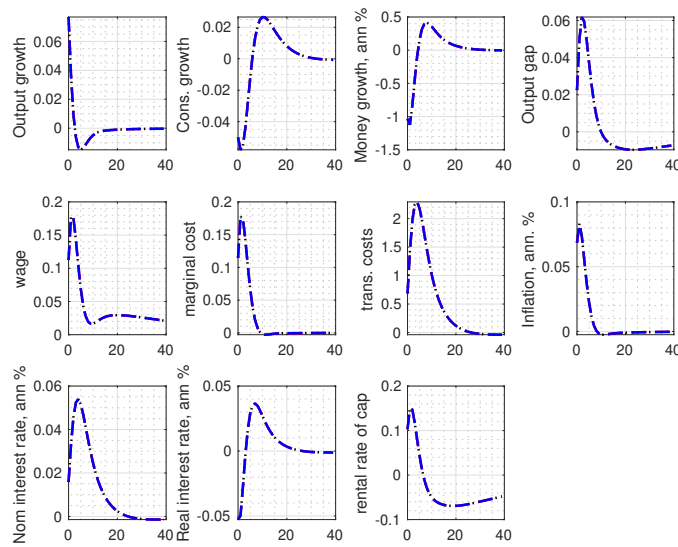 Output growth
0.06
0.04
0.02
0
0 20 40
Cons. growth
0.02
0
-0.02
-0.04
0 20 40
Money growth, ann %
0.5
0
-0.5
-1
-1.5
0 20 40
Output gap
0.06
0.04
0.02
0
0 20 40
wage
0.2
0.15
0.1
0.05
0
0 20 40
marginal cost
0.2
0.15
0.1
0.05
0
0 20 40
trans. costs
2
1.5
1
0.5
0
0 20 40
Inflation, ann. %
0.1
0.05
0
0 20 40
Nom interest rate, ann %
0.06
0.04
0.02
0
0 20 40
Real interest rate, ann %
0.05
0
-0.05
0 20 40
rental rate of cap
0.2
0.1
0
-0.1
0 20 40